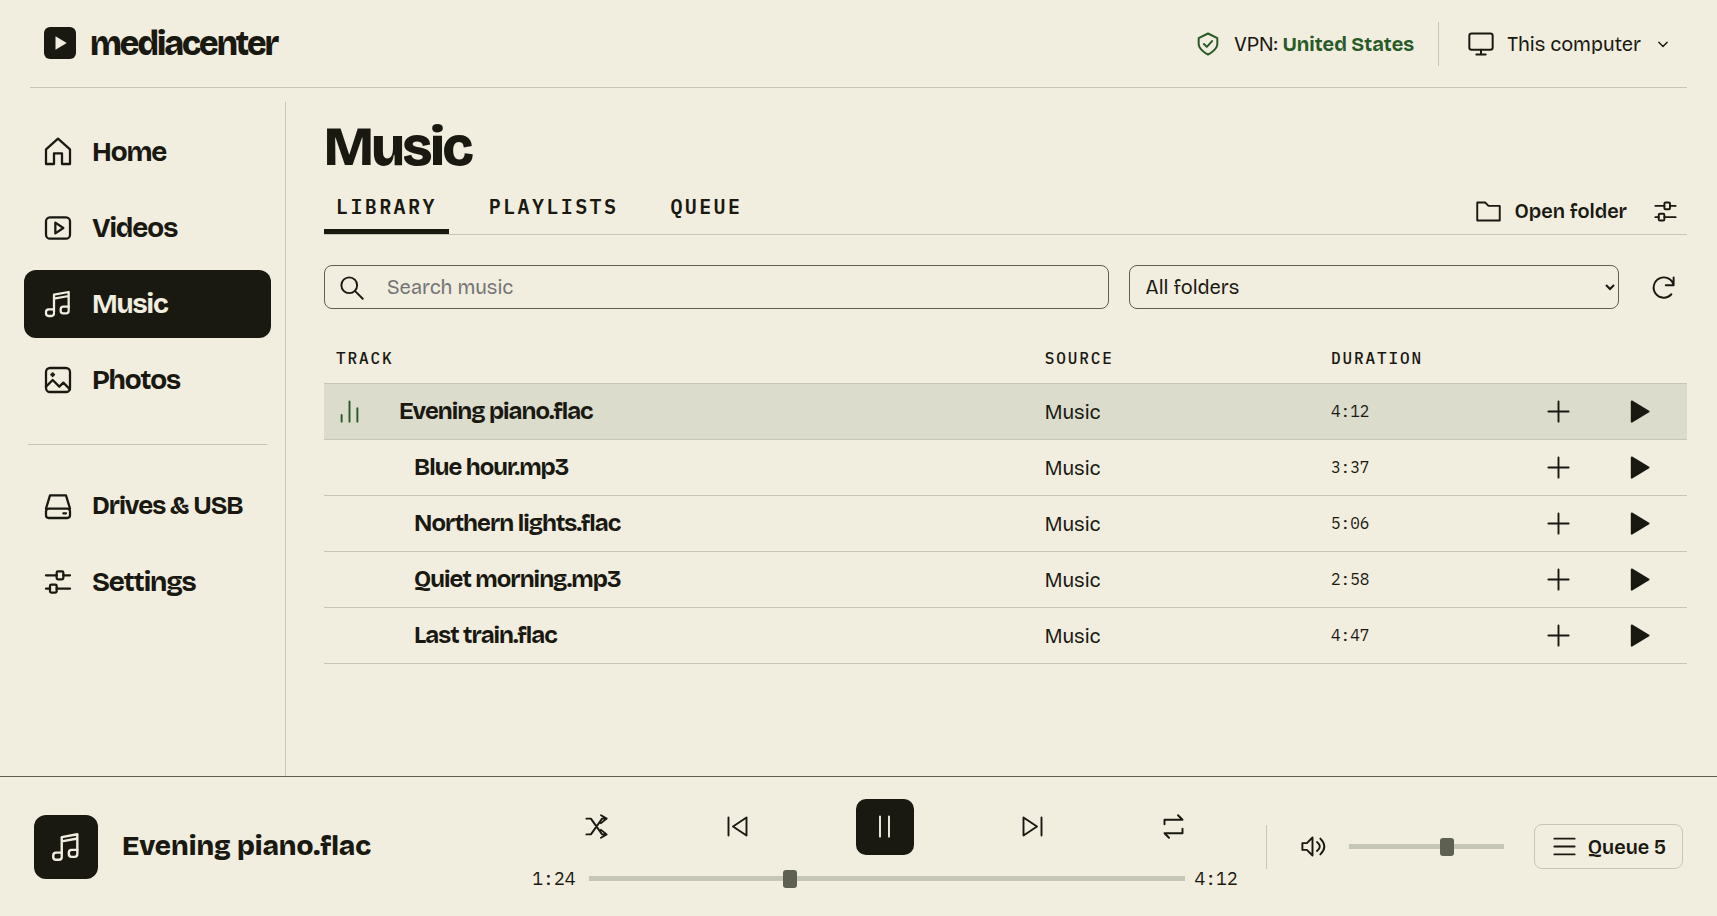 mediacenter
VPN: United States
This computer
Home
Videos
Music
Photos
Drives & USB
Settings
Music
LIBRARY PLAYLISTS QUEUE
Open folder
Search music
All folders
TRACK SOURCE DURATION
Evening piano.flac Music 4:12
Blue hour.mp3 Music 3:37
Northern lights.flac Music 5:06
Quiet morning.mp3 Music 2:58
Last train.flac Music 4:47
Evening piano.flac
1:24 4:12
Queue 5